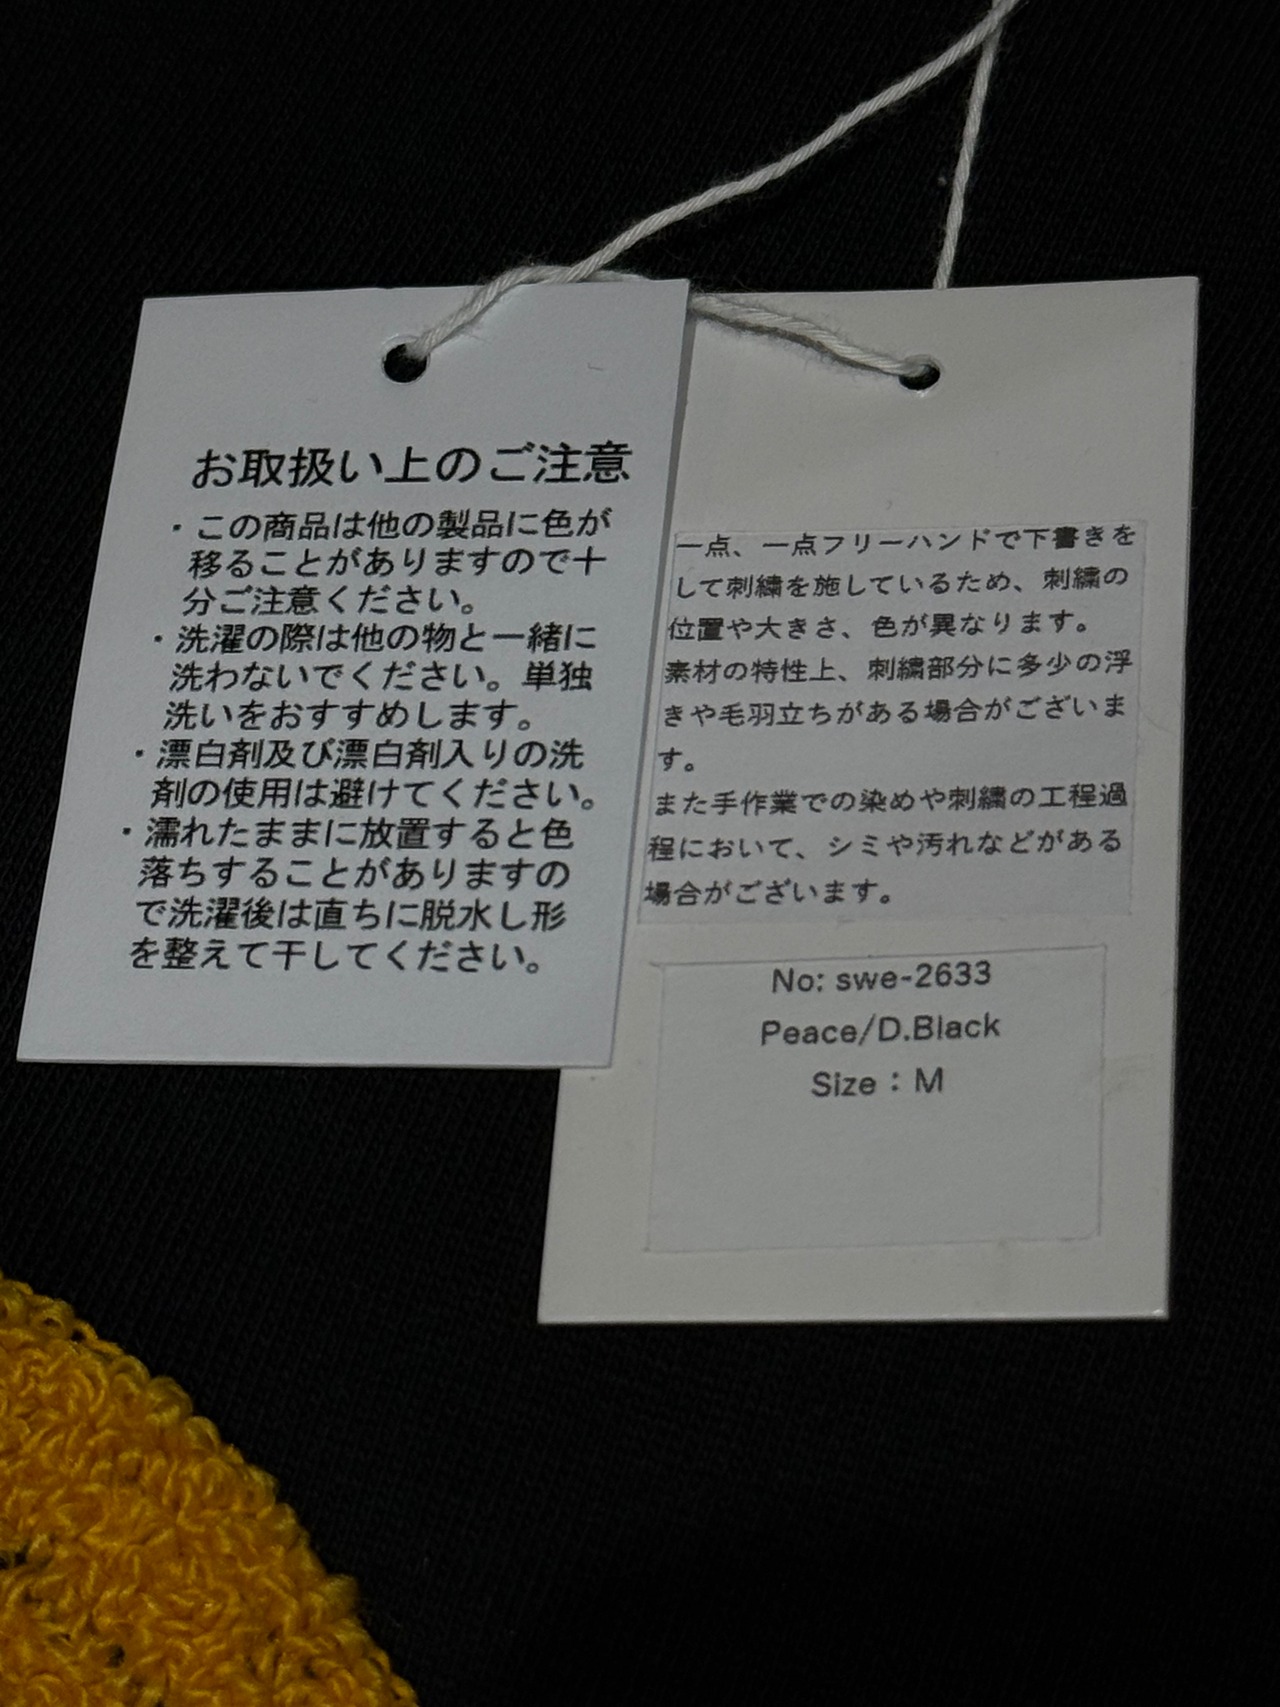 お取扱い上のご注意
・この商品は他の製品に色が
移ることがありますので十
分ご注意ください。
・洗濯の際は他の物と一緒に
洗わないでください。単独
洗いをおすすめします。
・漂白剤及び漂白剤入りの洗
剤の使用は避けてください。
・濡れたままに放置すると色
落ちすることがありますの
で洗濯後は直ちに脱水し形
を整えて干してください。
一点、一点フリーハンドで下書きを
して刺繍を施しているため、刺繍の
位置や大きさ、色が異なります。
素材の特性上、刺繍部分に多少の浮
きや毛羽立ちがある場合がございま
す。
また手作業での染めや刺繍の工程過
程において、シミや汚れなどがある
場合がございます。
No: swe-2633
Peace/D.Black
Size：M